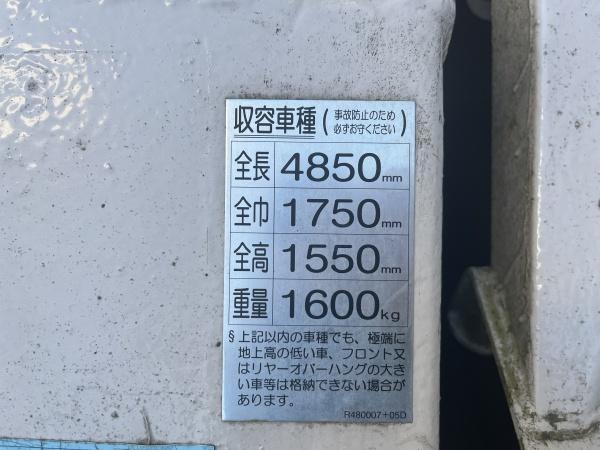 収容車種(事故防止のため
必ずお守ください)
全長 4850mm
全巾 1750mm
全高 1550mm
重量 1600kg
§上記以内の車種でも、極端に
地上高の低い車、フロント又
はリヤーオバーハングの大き
い車等は格納できない場合が
あります。
R480007+05D